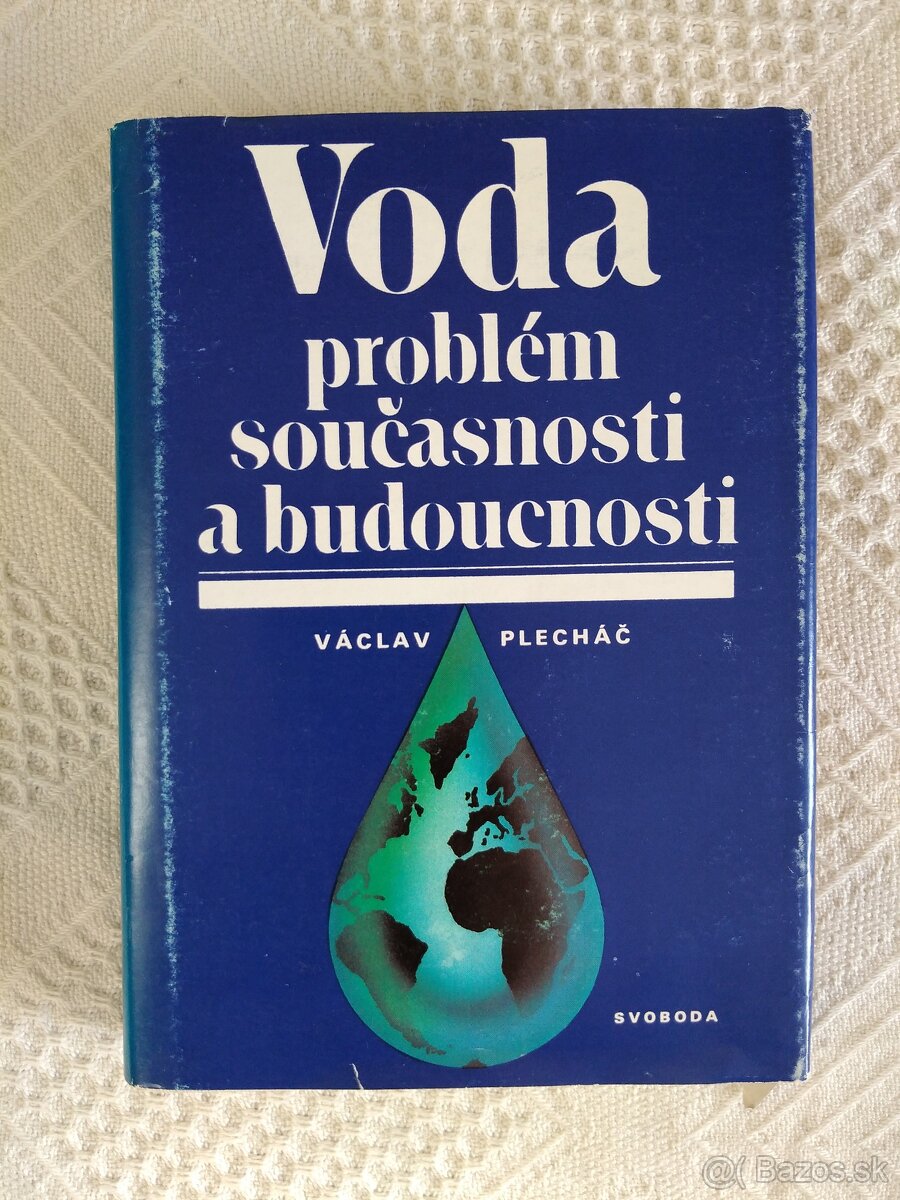 Voda
problém
současnosti
a budoucnosti
VÁCLAV PLECHÁČ
SVOBODA
@( Bazos.sk